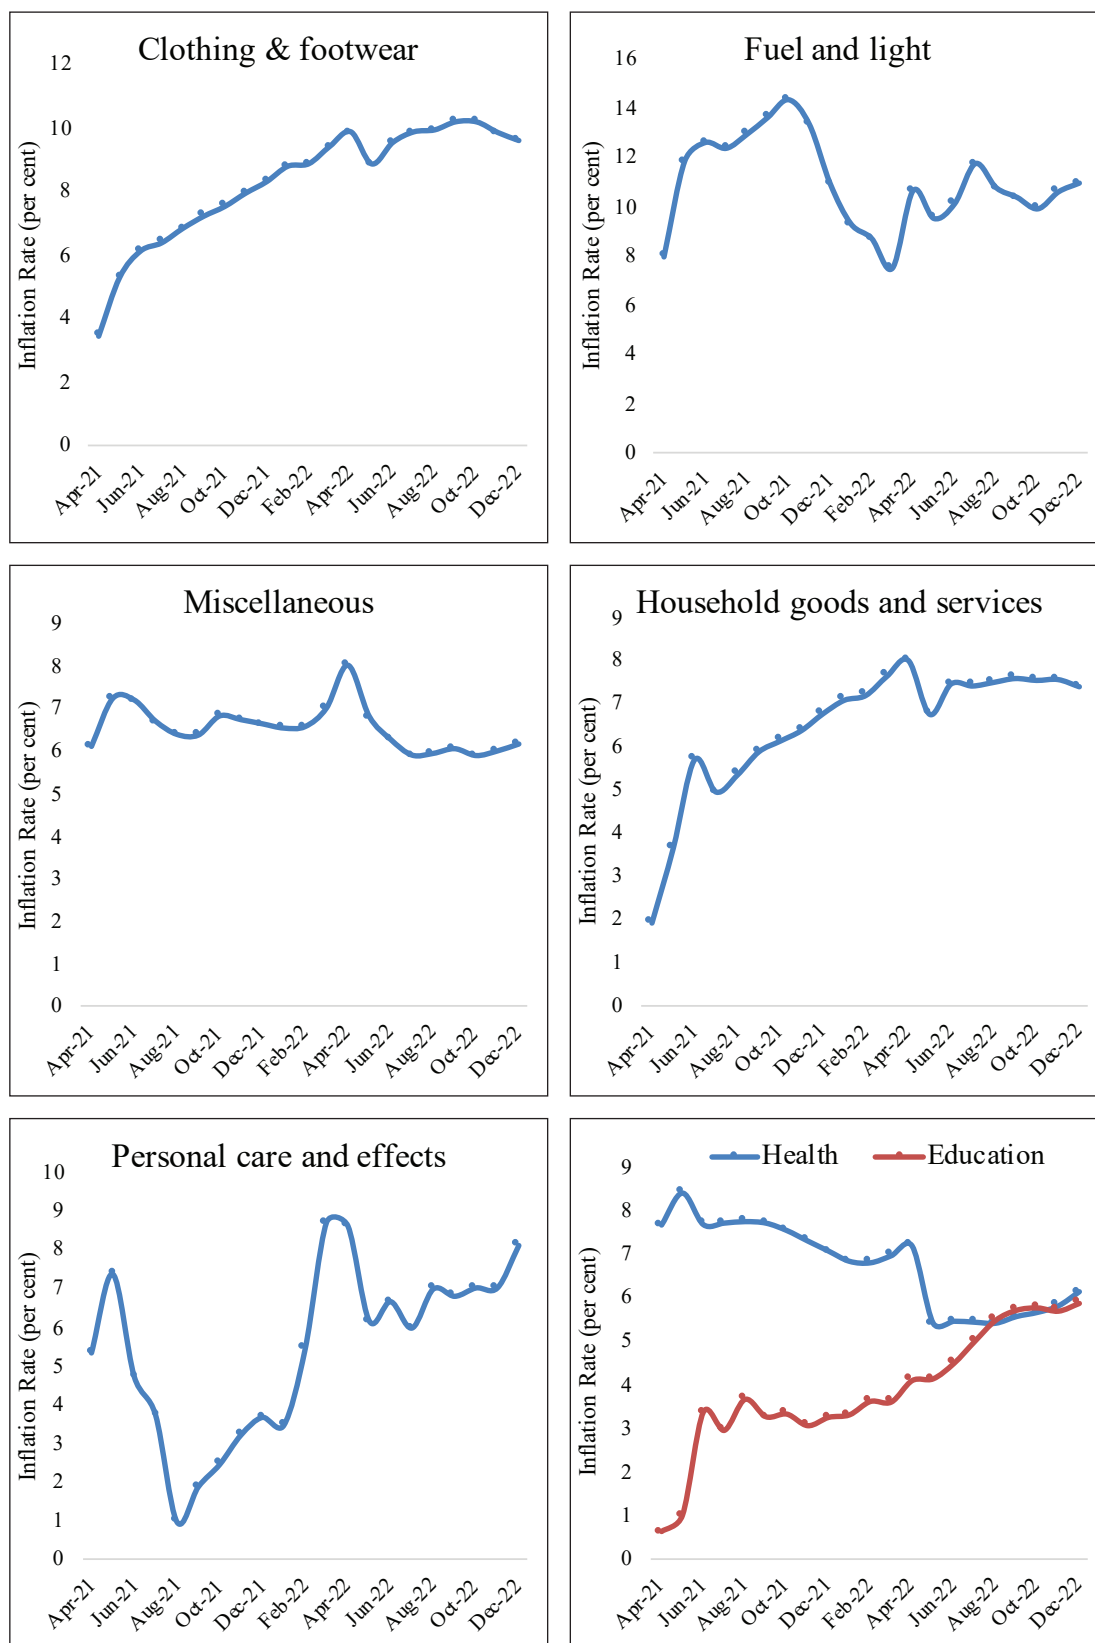 Clothing & footwear
Inflation Rate (per cent)
12
10
8
6
4
2
0
Apr-21
Jun-21
Aug-21
Oct-21
Dec-21
Feb-22
Apr-22
Jun-22
Aug-22
Oct-22
Dec-22
Fuel and light
Inflation Rate (per cent)
16
14
12
10
8
6
4
2
0
Apr-21
Jun-21
Aug-21
Oct-21
Dec-21
Feb-22
Apr-22
Jun-22
Aug-22
Oct-22
Dec-22
Miscellaneous
Inflation Rate (per cent)
9
8
7
6
5
4
3
2
1
0
Apr-21
Jun-21
Aug-21
Oct-21
Dec-21
Feb-22
Apr-22
Jun-22
Aug-22
Oct-22
Dec-22
Household goods and services
Inflation Rate (per cent)
9
8
7
6
5
4
3
2
1
0
Apr-21
Jun-21
Aug-21
Oct-21
Dec-21
Feb-22
Apr-22
Jun-22
Aug-22
Oct-22
Dec-22
Personal care and effects
Inflation Rate (per cent)
10
9
8
7
6
5
4
3
2
1
0
Apr-21
Jun-21
Aug-21
Oct-21
Dec-21
Feb-22
Apr-22
Jun-22
Aug-22
Oct-22
Dec-22
Health Education
Inflation Rate (per cent)
9
8
7
6
5
4
3
2
1
0
Apr-21
Jun-21
Aug-21
Oct-21
Dec-21
Feb-22
Apr-22
Jun-22
Aug-22
Oct-22
Dec-22